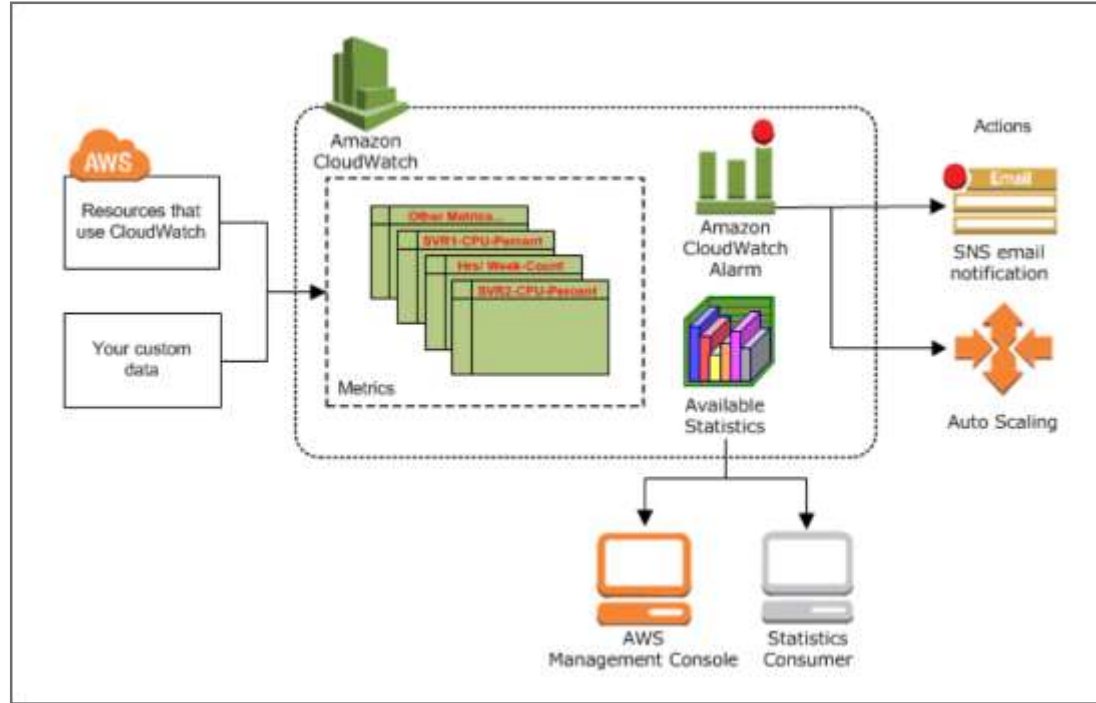 Amazon
CloudWatch
AWS
Resources that
use CloudWatch
Your custom
data
Other Metrics...
SVR1-CPU-Percent
Hrs/ Week-Count
SVR2-CPU-Percent
Metrics
Amazon
CloudWatch
Alarm
Available
Statistics
Actions
Email
SNS email
notification
Auto Scaling
AWS
Management Console
Statistics
Consumer